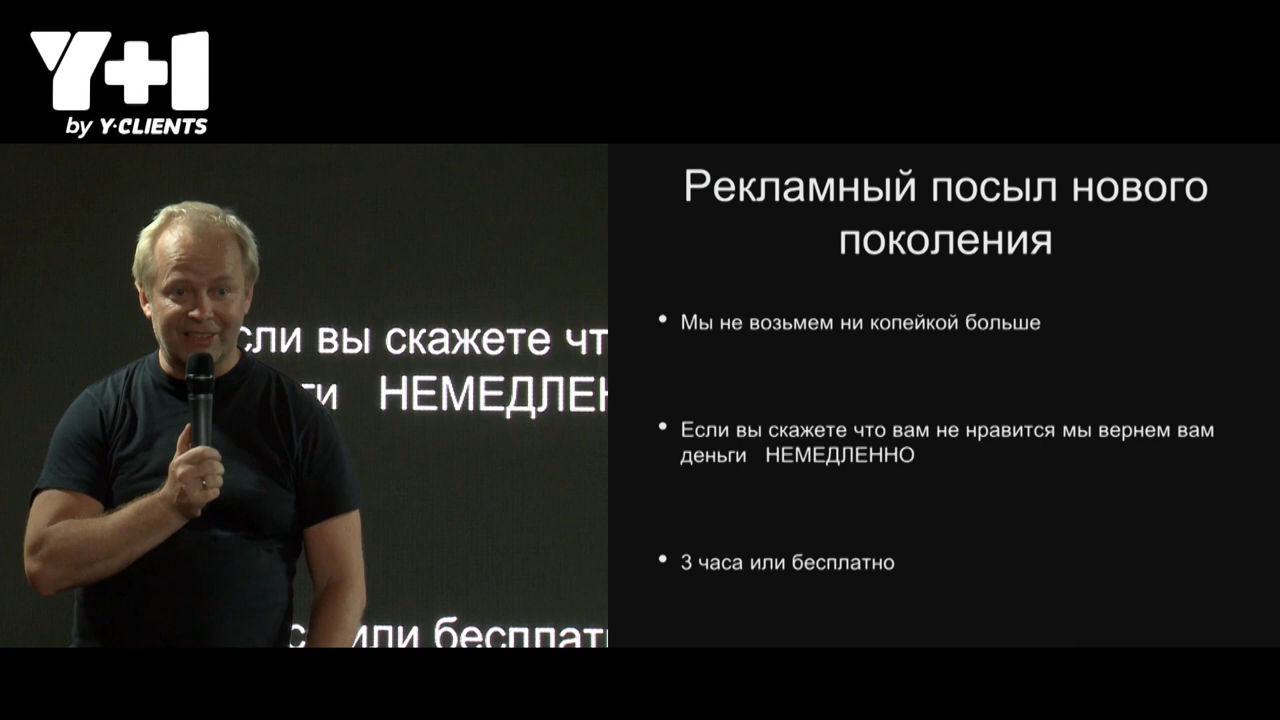 Y+1
by Y·CLIENTS
сли вы скажете чт
ги НЕМЕДЛЕН
или бесплат
Рекламный посыл нового
поколения
• Мы не возьмем ни копейкой больше
• Если вы скажете что вам не нравится мы вернем вам
деньги НЕМЕДЛЕННО
• 3 часа или бесплатно